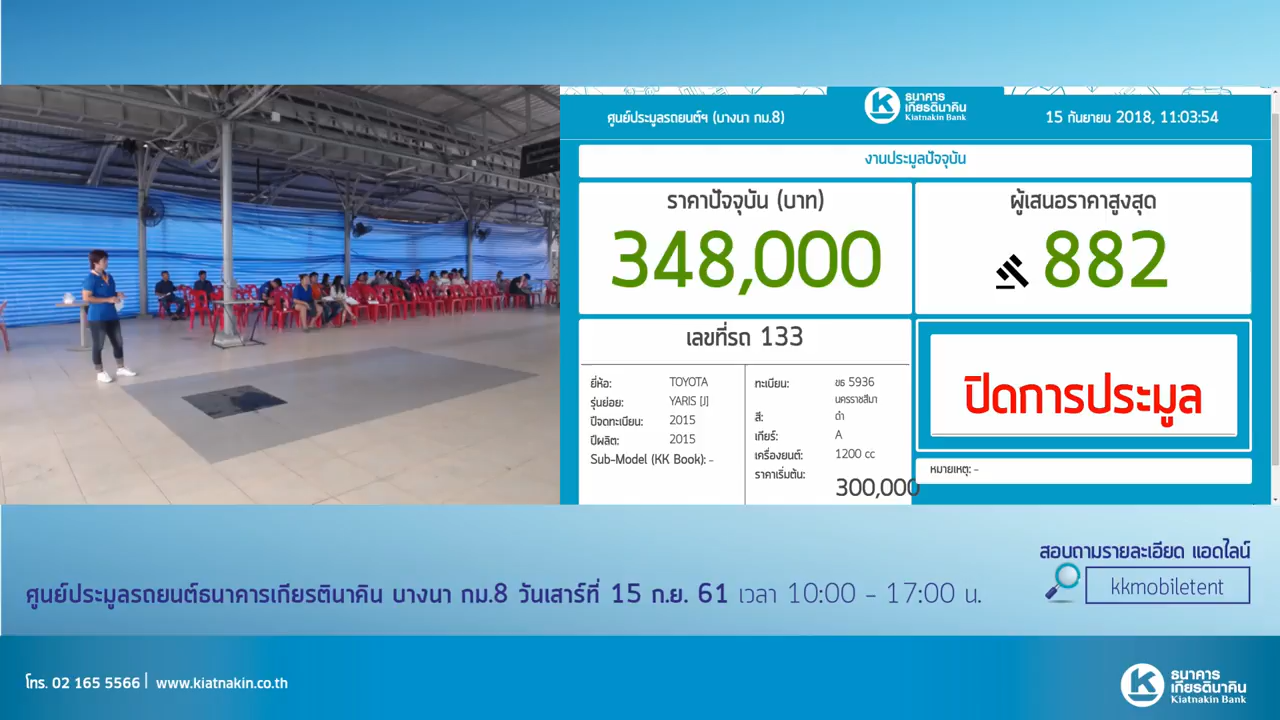 ศูนย์ประมูลรถยนต์ฯ (บางนา กม.8)
ธนาคาร
เกียรตินาคิน
Kiatnakin Bank
15 กันยายน 2018, 11:03:54
งานประมูลปัจจุบัน
ราคาปัจจุบัน (บาท)
348,000
ผู้เสนอราคาสูงสุด
882
เลขที่รถ 133
ยี่ห้อ: TOYOTA
รุ่นย่อย: YARIS [J]
ปีจดทะเบียน: 2015
ปีผลิต: 2015
Sub-Model (KK Book): -
ทะเบียน: ขธ 5936
นครราชสีมา
สี: ดำ
เกียร์: A
เครื่องยนต์: 1200 cc
ราคาเริ่มต้น: 300,000
ปิดการประมูล
หมายเหตุ: -
สอบถามรายละเอียด แอดไลน์
kkmobiletent
ศูนย์ประมูลรถยนต์ธนาคารเกียรตินาคิน บางนา กม.8 วันเสาร์ที่ 15 ก.ย. 61 เวลา 10:00 - 17:00 น.
โทร. 02 165 5566 | www.kiatnakin.co.th
ธนาคาร
เกียรตินาคิน
Kiatnakin Bank